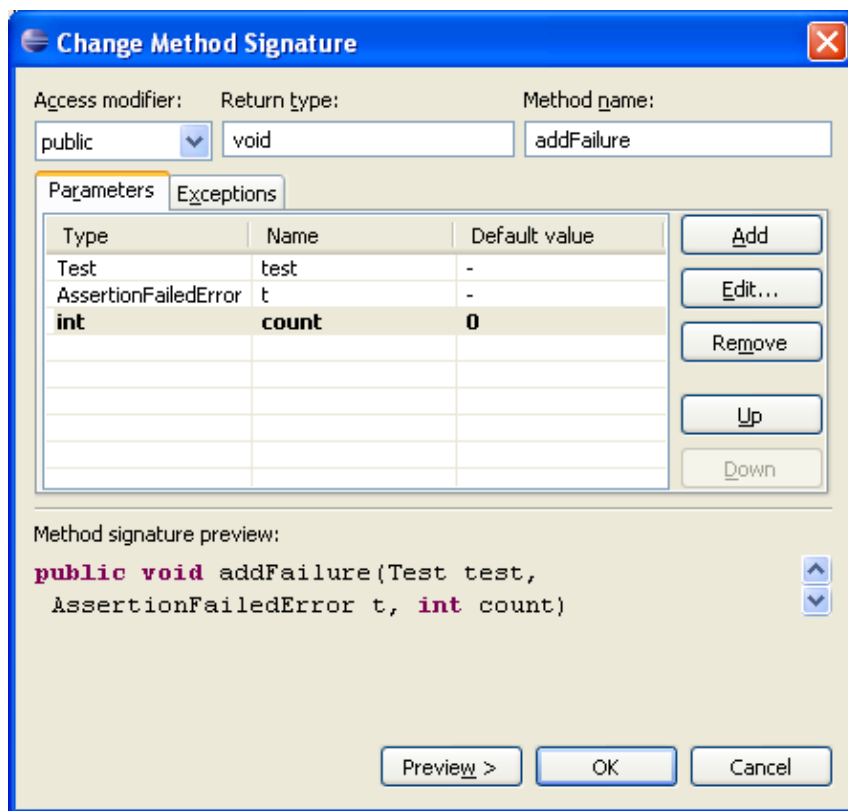 Change Method Signature
Access modifier: Return type: Method name:
public void addFailure
Parameters Exceptions
Type Name Default value
Test test -
AssertionFailedError t -
int count 0
Add
Edit...
Remove
Up
Down
Method signature preview:
public void addFailure(Test test,
AssertionFailedError t, int count)
Preview > OK Cancel